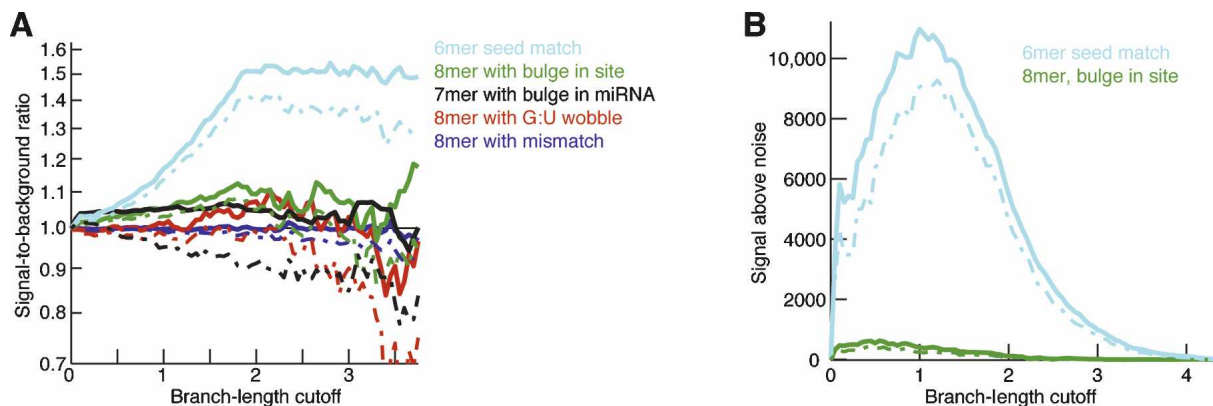 A
1.6
1.5
1.4
1.3
1.2
1.1
1.0
0.9
0.8
0.7
Signal-to-background ratio
0
1
2
3
Branch-length cutoff
6mer seed match
8mer with bulge in site
7mer with bulge in miRNA
8mer with G:U wobble
8mer with mismatch
B
10,000
8000
6000
4000
2000
0
Signal above noise
0
1
2
3
4
Branch-length cutoff
6mer seed match
8mer, bulge in site